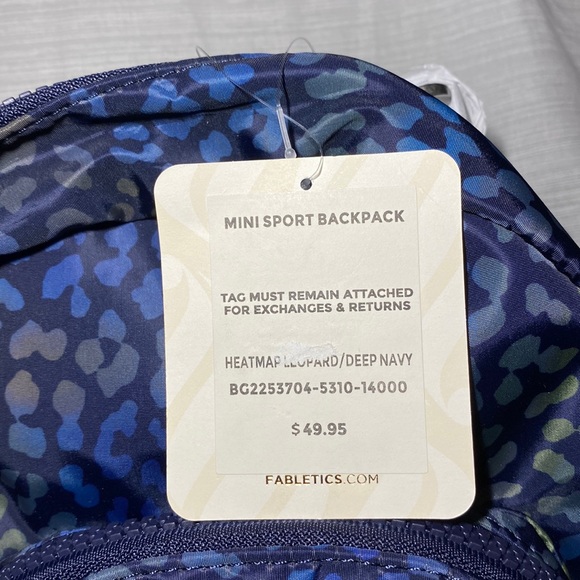 MINI SPORT BACKPACK
TAG MUST REMAIN ATTACHED
FOR EXCHANGES & RETURNS
HEATMAP LEOPARD/DEEP NAVY
BG2253704-5310-14000
$49.95
FABLETICS.COM